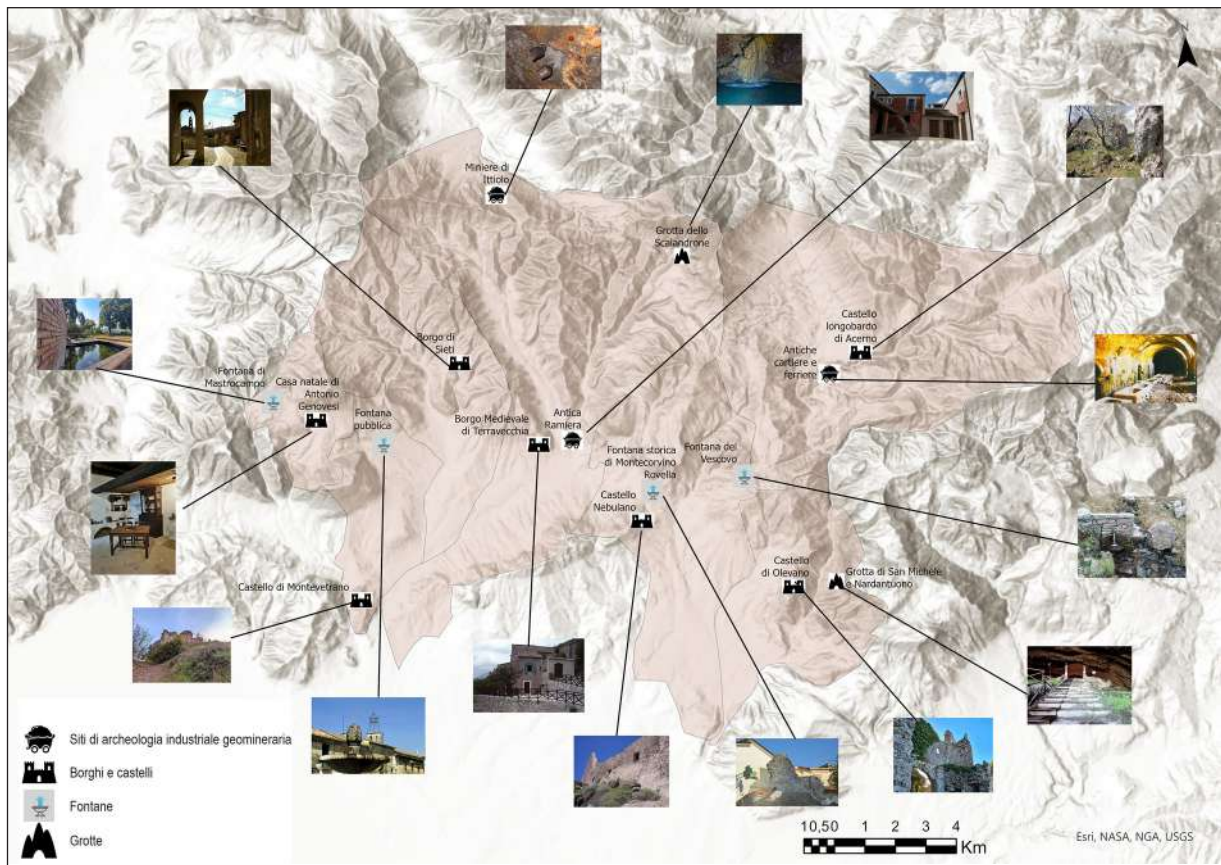 Miniere di
Ittiolo
Grotta dello
Scalandrone
Castello
longobardo
di Acerno
Antiche
cartiere e
ferriere
Borgo di
Sieti
Fontana di
Mastrocampo
Casa natale di
Antonio
Genovesi
Fontana
pubblica
Borgo Medievale
di Terravecchia
Antica
Ramiera
Fontana storica
di Montecorvino
Rovella
Fontana del
Vescovo
Castello
Nebulano
Castello
di Olevano
Grotta di San Michele
e Nardantuono
Castello di Montevetrano
Siti di archeologia industriale geomineraria
Borghi e castelli
Fontane
Grotte
10,50 1 2 3 4
Km
Esri, NASA, NGA, USGS